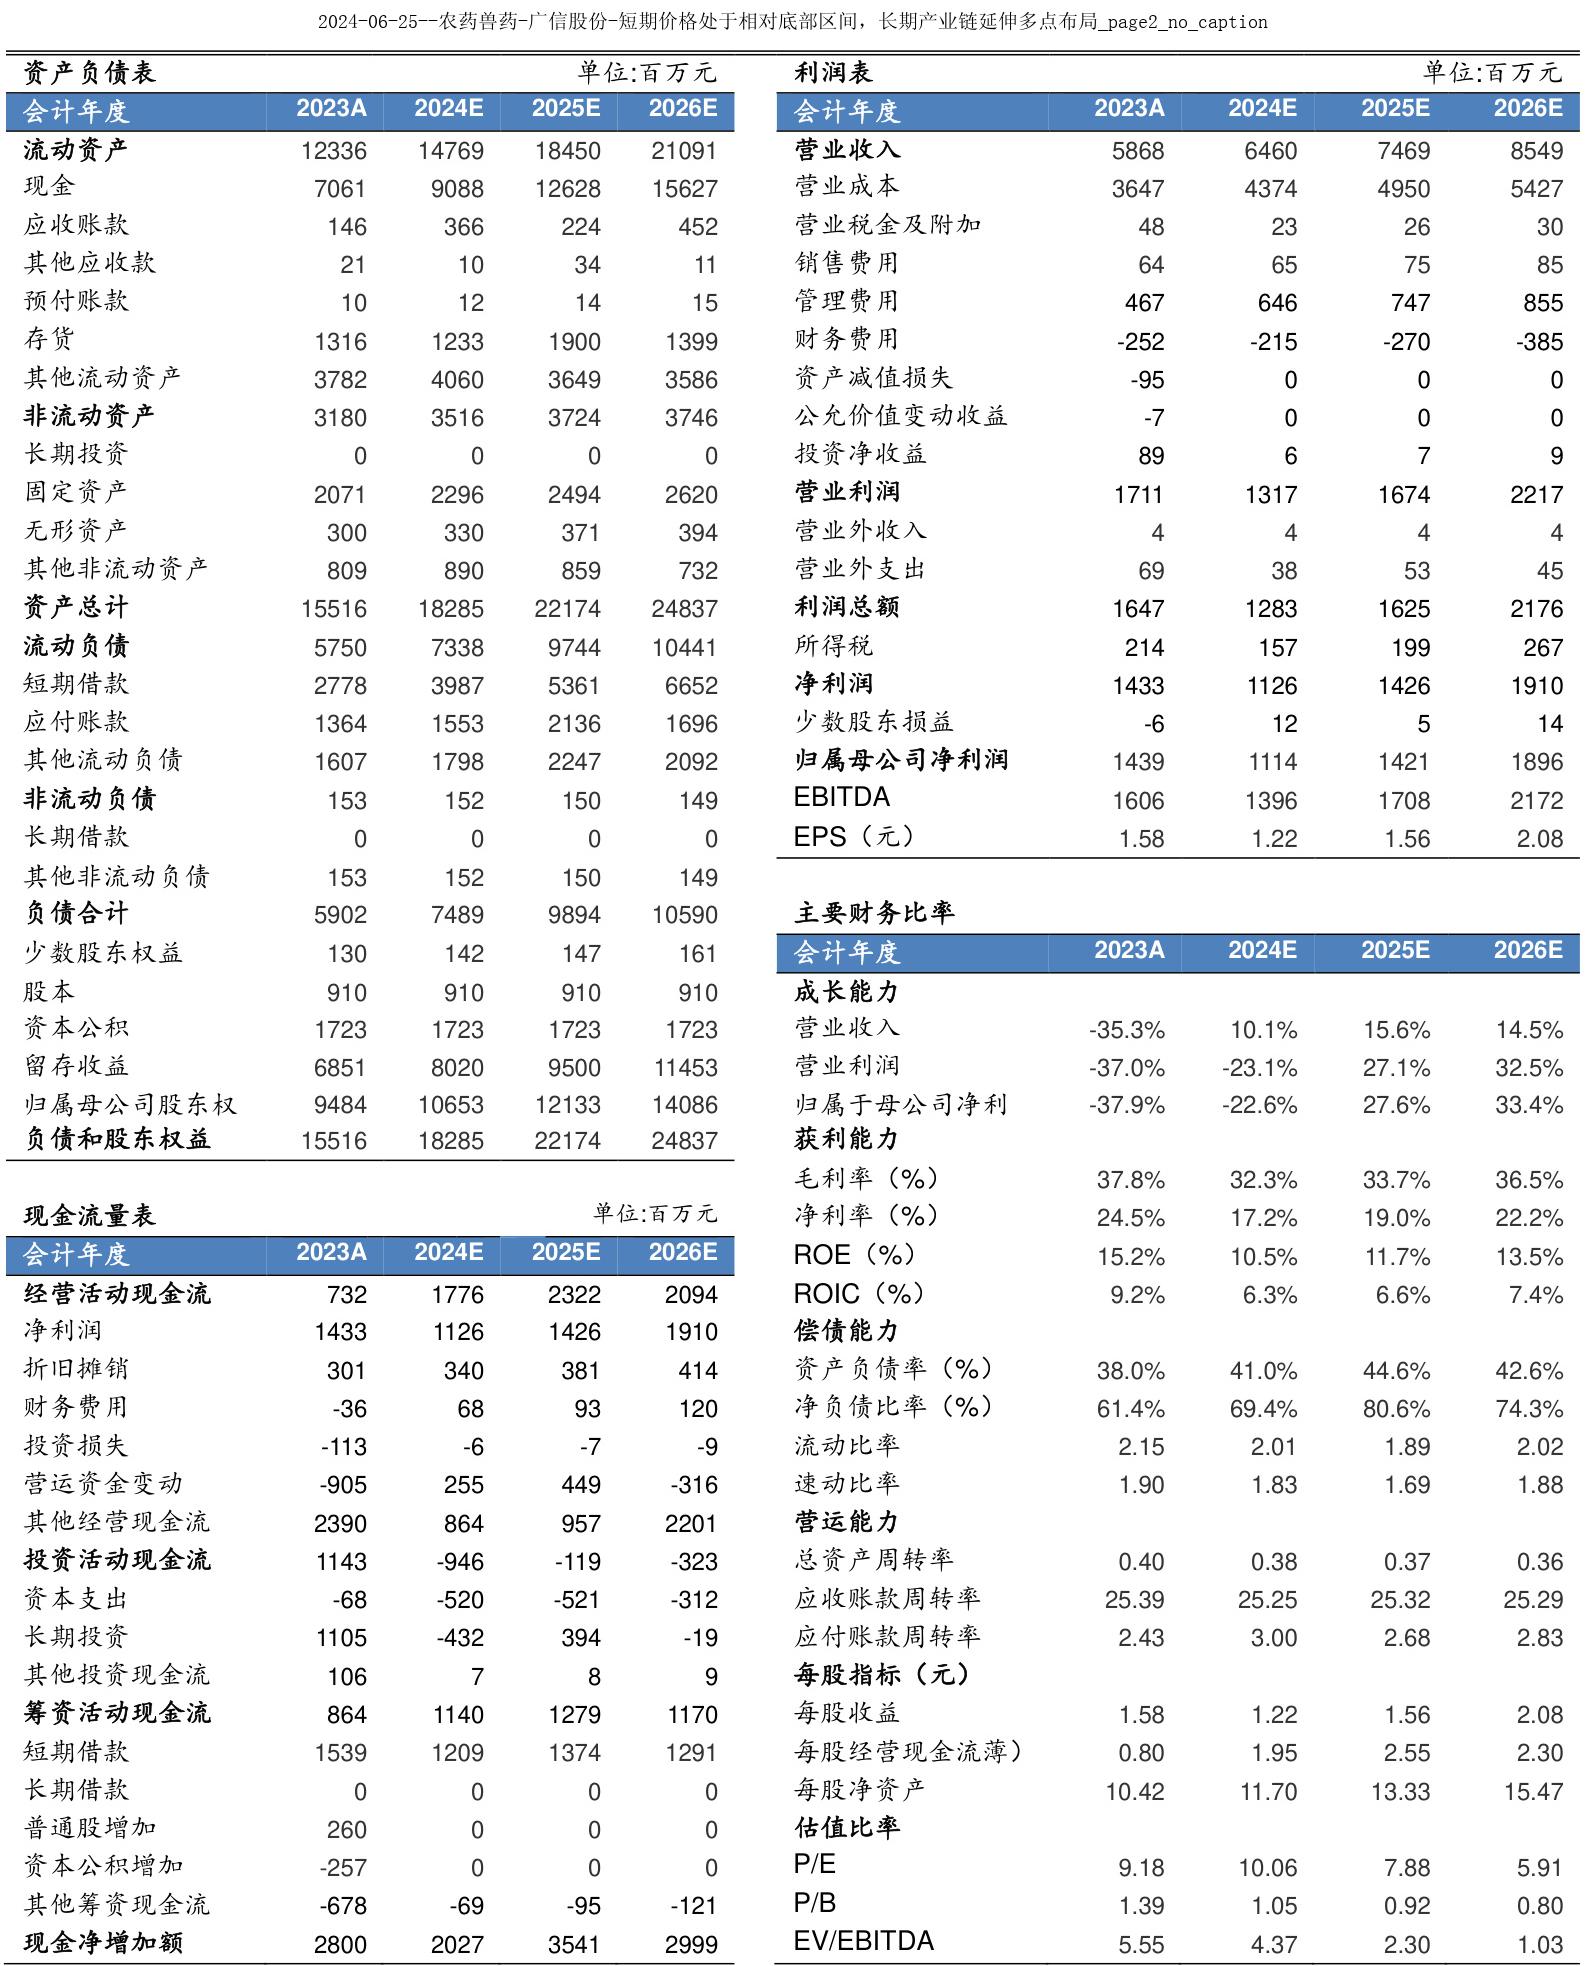 2024-06-25--农药兽药-广信股份-短期价格处于相对底部区间，长期产业链延伸多点布局_page2_no_caption
资产负债表 单位:百万元
会计年度 2023A 2024E 2025E 2026E
流动资产 12336 14769 18450 21091
现金 7061 9088 12628 15627
应收账款 146 366 224 452
其他应收款 21 10 34 11
预付账款 10 12 14 15
存货 1316 1233 1900 1399
其他流动资产 3782 4060 3649 3586
非流动资产 3180 3516 3724 3746
长期投资 0 0 0 0
固定资产 2071 2296 2494 2620
无形资产 300 330 371 394
其他非流动资产 809 890 859 732
资产总计 15516 18285 22174 24837
流动负债 5750 7338 9744 10441
短期借款 2778 3987 5361 6652
应付账款 1364 1553 2136 1696
其他流动负债 1607 1798 2247 2092
非流动负债 153 152 150 149
长期借款 0 0 0 0
其他非流动负债 153 152 150 149
负债合计 5902 7489 9894 10590
少数股东权益 130 142 147 161
股本 910 910 910 910
资本公积 1723 1723 1723 1723
留存收益 6851 8020 9500 11453
归属母公司股东权 9484 10653 12133 14086
负债和股东权益 15516 18285 22174 24837
现金流量表 单位:百万元
会计年度 2023A 2024E 2025E 2026E
经营活动现金流 732 1776 2322 2094
净利润 1433 1126 1426 1910
折旧摊销 301 340 381 414
财务费用 -36 68 93 120
投资损失 -113 -6 -7 -9
营运资金变动 -905 255 449 -316
其他经营现金流 2390 864 957 2201
投资活动现金流 1143 -946 -119 -323
资本支出 -68 -520 -521 -312
长期投资 1105 -432 394 -19
其他投资现金流 106 7 8 9
筹资活动现金流 864 1140 1279 1170
短期借款 1539 1209 1374 1291
长期借款 0 0 0 0
普通股增加 260 0 0 0
资本公积增加 -257 0 0 0
其他筹资现金流 -678 -69 -95 -121
现金净增加额 2800 2027 3541 2999
利润表 单位:百万元
会计年度 2023A 2024E 2025E 2026E
营业收入 5868 6460 7469 8549
营业成本 3647 4374 4950 5427
营业税金及附加 48 23 26 30
销售费用 64 65 75 85
管理费用 467 646 747 855
财务费用 -252 -215 -270 -385
资产减值损失 -95 0 0 0
公允价值变动收益 -7 0 0 0
投资净收益 89 6 7 9
营业利润 1711 1317 1674 2217
营业外收入 4 4 4 4
营业外支出 69 38 53 45
利润总额 1647 1283 1625 2176
所得税 214 157 199 267
净利润 1433 1126 1426 1910
少数股东损益 -6 12 5 14
归属母公司净利润 1439 1114 1421 1896
EBITDA 1606 1396 1708 2172
EPS（元） 1.58 1.22 1.56 2.08
主要财务比率
会计年度 2023A 2024E 2025E 2026E
成长能力
营业收入 -35.3% 10.1% 15.6% 14.5%
营业利润 -37.0% -23.1% 27.1% 32.5%
归属于母公司净利 -37.9% -22.6% 27.6% 33.4%
获利能力
毛利率（%） 37.8% 32.3% 33.7% 36.5%
净利率（%） 24.5% 17.2% 19.0% 22.2%
ROE（%） 15.2% 10.5% 11.7% 13.5%
ROIC（%） 9.2% 6.3% 6.6% 7.4%
偿债能力
资产负债率（%） 38.0% 41.0% 44.6% 42.6%
净负债比率（%） 61.4% 69.4% 80.6% 74.3%
流动比率 2.15 2.01 1.89 2.02
速动比率 1.90 1.83 1.69 1.88
营运能力
总资产周转率 0.40 0.38 0.37 0.36
应收账款周转率 25.39 25.25 25.32 25.29
应付账款周转率 2.43 3.00 2.68 2.83
每股指标（元）
每股收益 1.58 1.22 1.56 2.08
每股经营现金流薄） 0.80 1.95 2.55 2.30
每股净资产 10.42 11.70 13.33 15.47
估值比率
P/E 9.18 10.06 7.88 5.91
P/B 1.39 1.05 0.92 0.80
EV/EBITDA 5.55 4.37 2.30 1.03